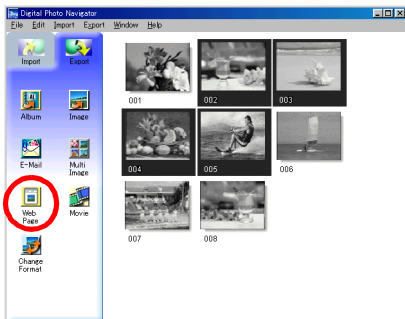 Digital Photo Navigator
File Edit Import Export Window Help
Import Export
Album Image
E-Mail Multi Image
Web Page Movie
Change Format
001 002 003
004 005 006
007 008